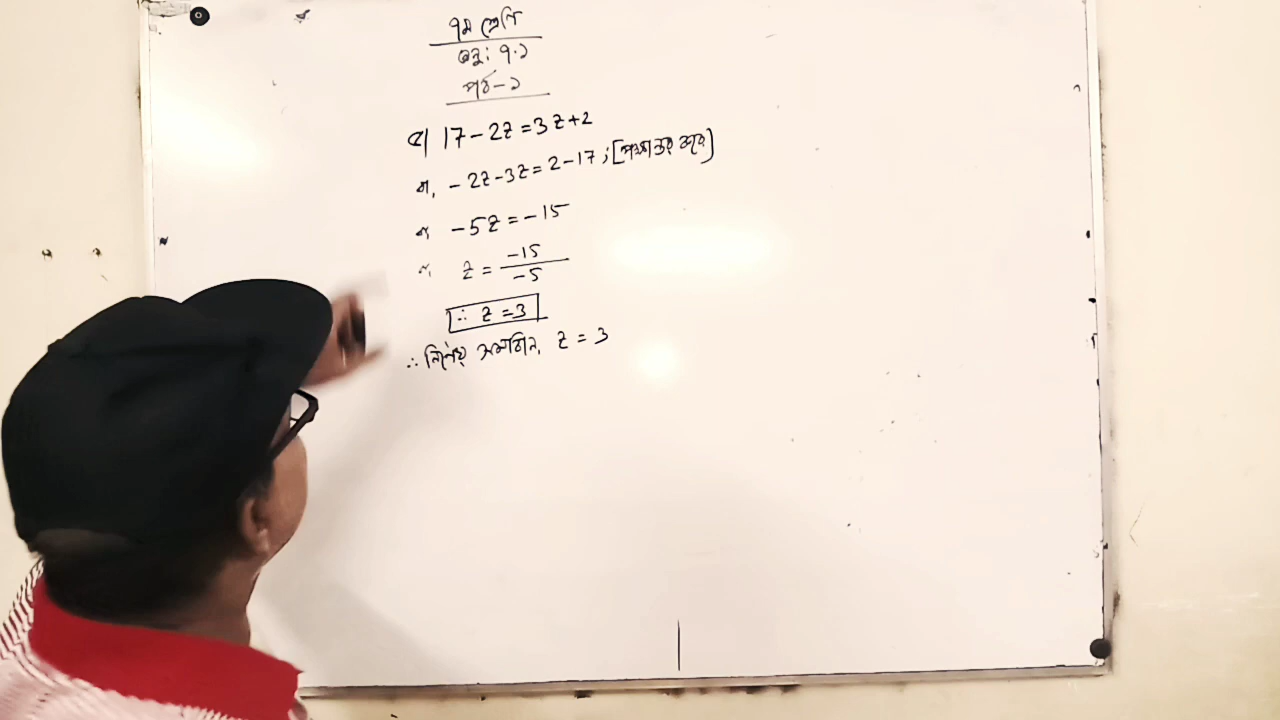 ৭ম শ্রেণি
অনু: ৭.১
পর্ব-১
৫| 17-2z=3z+2
বা, -2z-3z=2-17 ; [পক্ষান্তর করে]
বা, -5z=-15
বা, z = -15/-5
∴ z =3
∴ নির্ণেয় সমাধান, z = 3